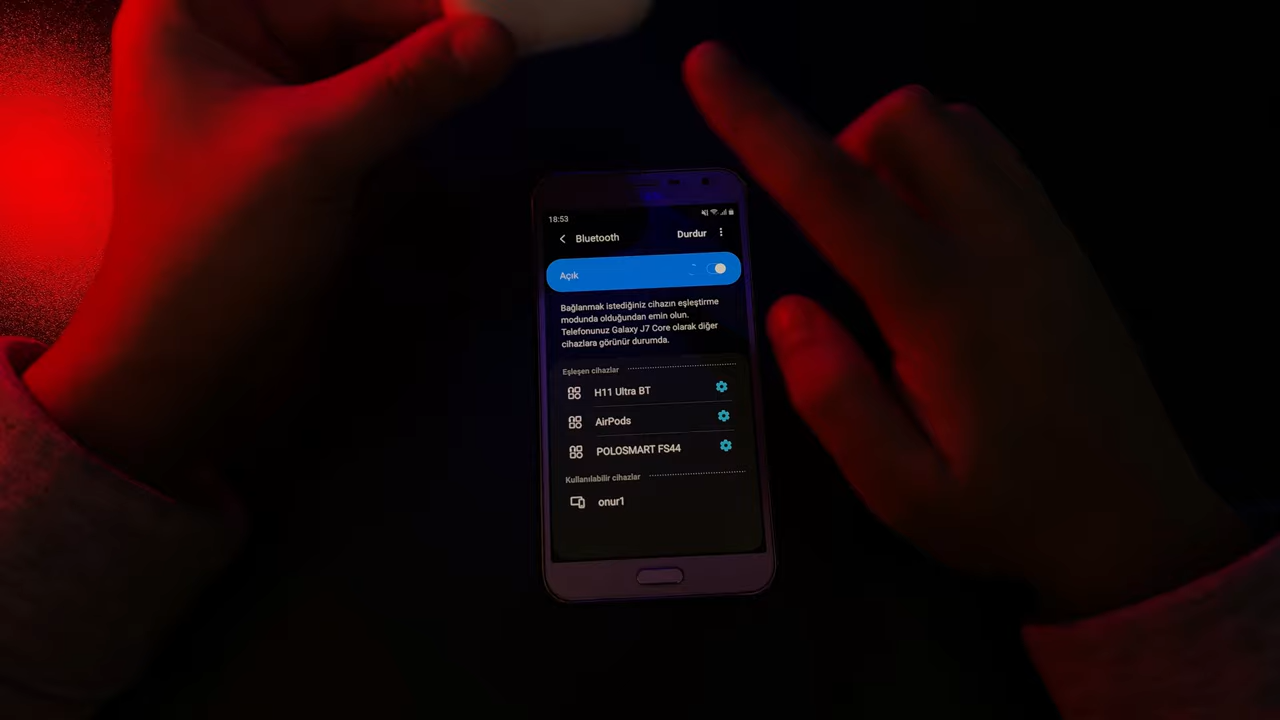 18:53
Bluetooth
Durdur
Açık
Bağlanmak istediğiniz cihazın eşleştirme
modunda olduğundan emin olun.
Telefonunuz Galaxy J7 Core olarak diğer
cihazlara görünür durumda.
Eşleşen cihazlar
H11 Ultra BT
AirPods
POLOSMART FS44
Kullanılabilir cihazlar
onur1